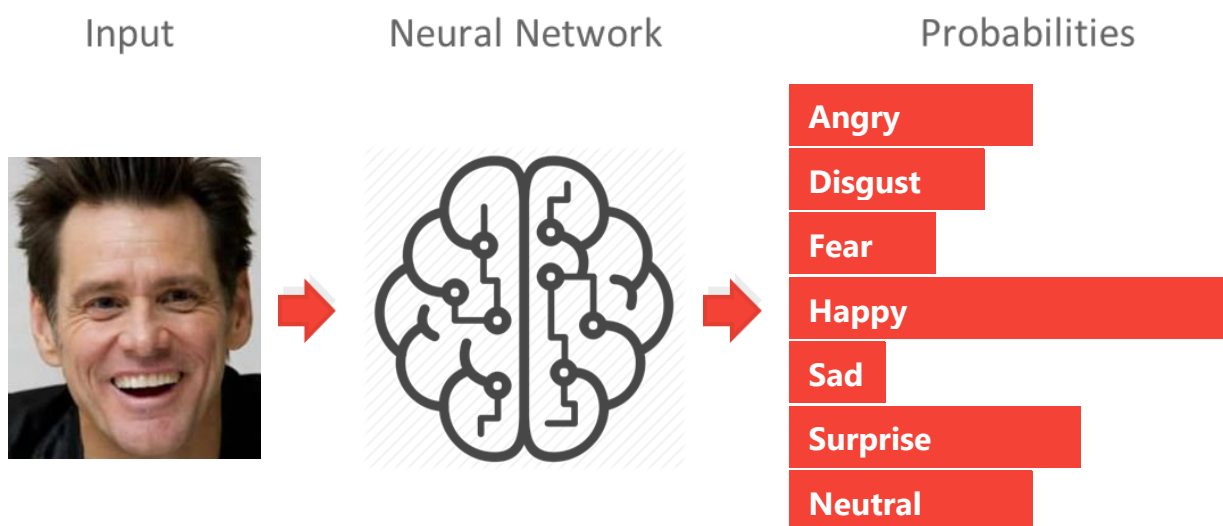 Input
Neural Network
Probabilities
Angry
Disgust
Fear
Happy
Sad
Surprise
Neutral